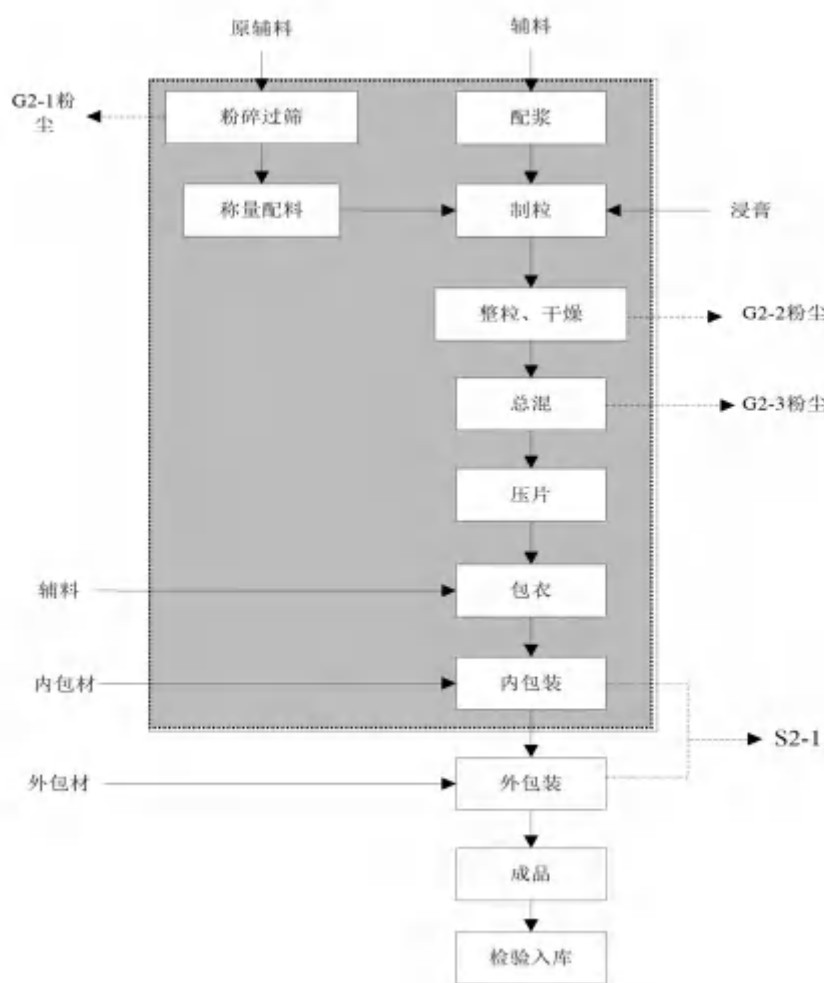 原辅料
辅料
G2-1粉
尘
粉碎过筛
配浆
称量配料
制粒
浸膏
整粒、干燥
G2-2粉尘
总混
G2-3粉尘
压片
辅料
包衣
内包材
内包装
S2-1
外包材
外包装
成品
检验入库